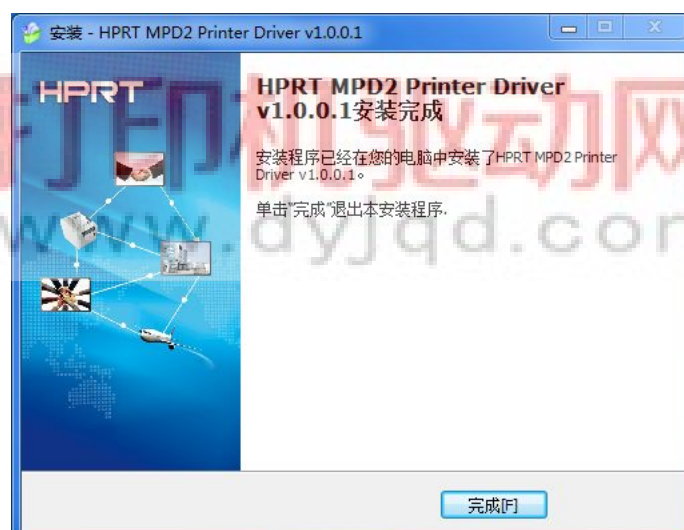 安装 - HPRT MPD2 Printer Driver v1.0.0.1
HPRT
HPRT MPD2 Printer Driver
v1.0.0.1安装完成
安装程序已经在您的电脑中安装了HPRT MPD2 Printer
Driver v1.0.0.1。
单击"完成"退出本安装程序.
打印机驱动网
www.dyjqd.com
完成[F]